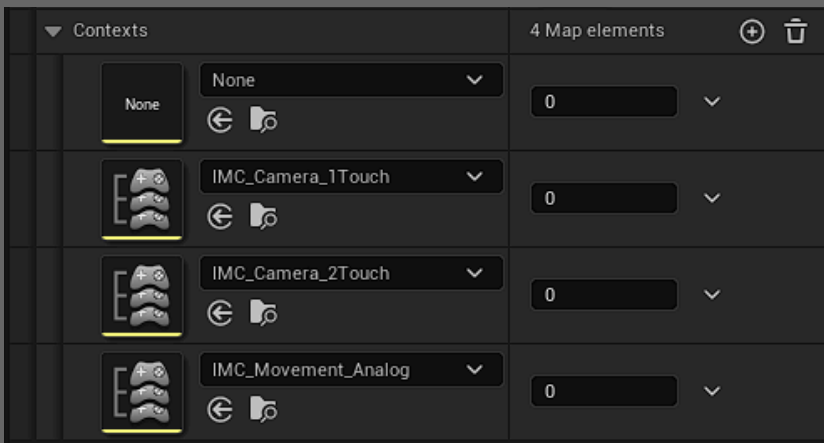 Contexts 4 Map elements
None None 0
IMC_Camera_1Touch 0
IMC_Camera_2Touch 0
IMC_Movement_Analog 0